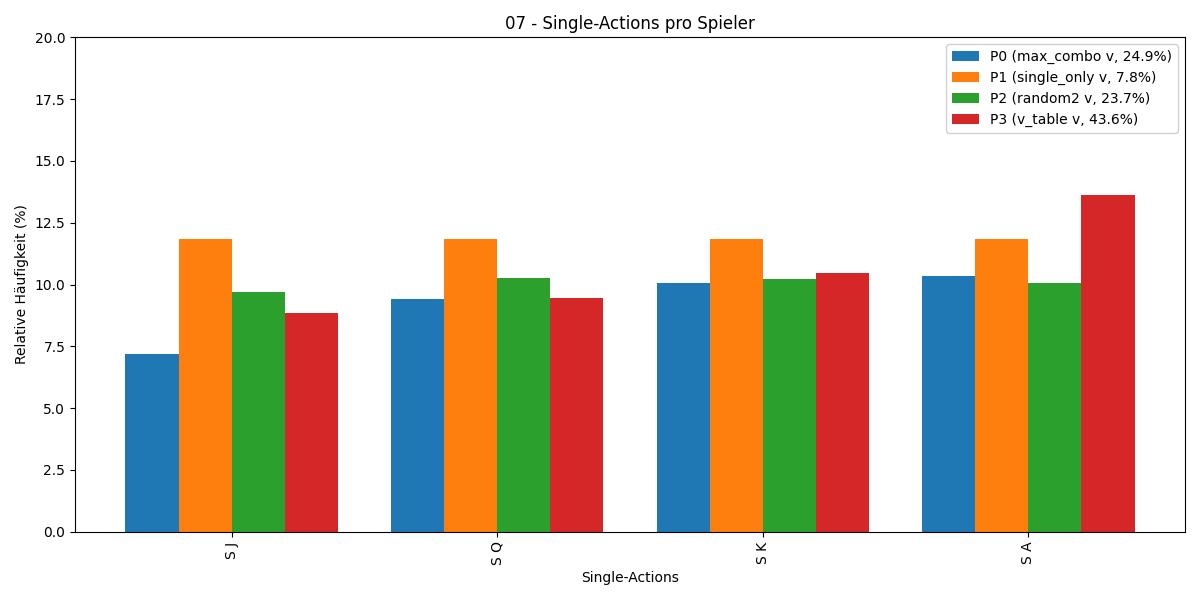 07 - Single-Actions pro Spieler
20.0
17.5
15.0
12.5
10.0
7.5
5.0
2.5
0.0
Relative Häufigkeit (%)
P0 (max_combo v, 24.9%)
P1 (single_only v, 7.8%)
P2 (random2 v, 23.7%)
P3 (v_table v, 43.6%)
S J
S Q
S K
S A
Single-Actions